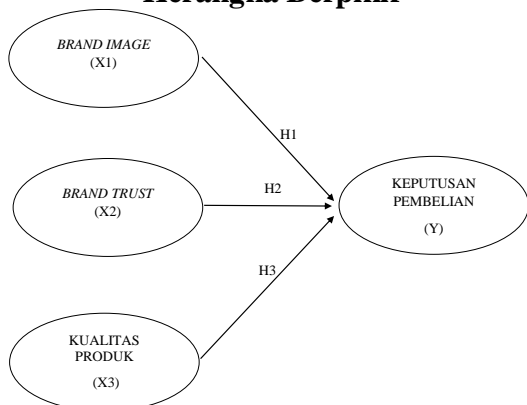 Kerangka Berpikir
BRAND IMAGE
(X1)
H1
BRAND TRUST
(X2)
H2
KEPUTUSAN
PEMBELIAN
(Y)
H3
KUALITAS
PRODUK
(X3)